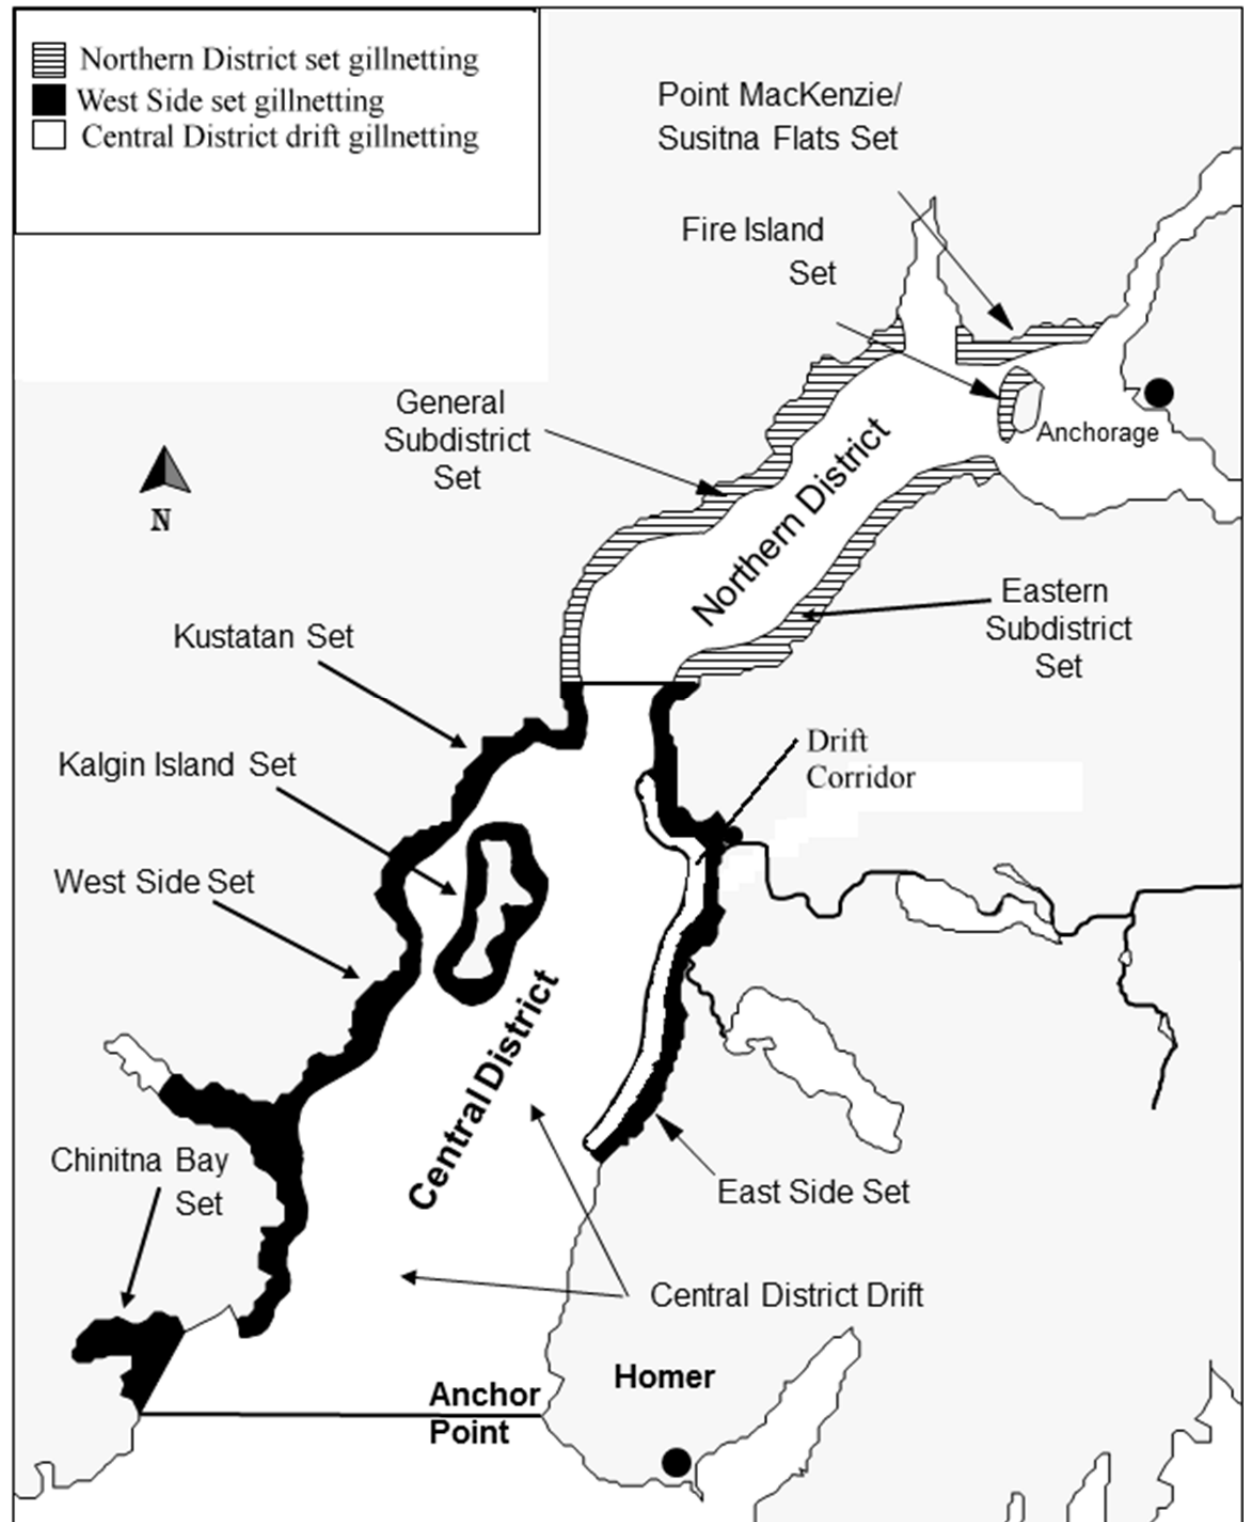 Northern District set gillnetting
West Side set gillnetting
Central District drift gillnetting
Point MacKenzie/
Susitna Flats Set
Fire Island
Set
General
Subdistrict
Set
Anchorage
Northern District
N
Eastern
Subdistrict
Set
Kustatan Set
Drift
Corridor
Kalgin Island Set
West Side Set
Central District
Chinitna Bay
Set
East Side Set
Central District Drift
Homer
Anchor
Point